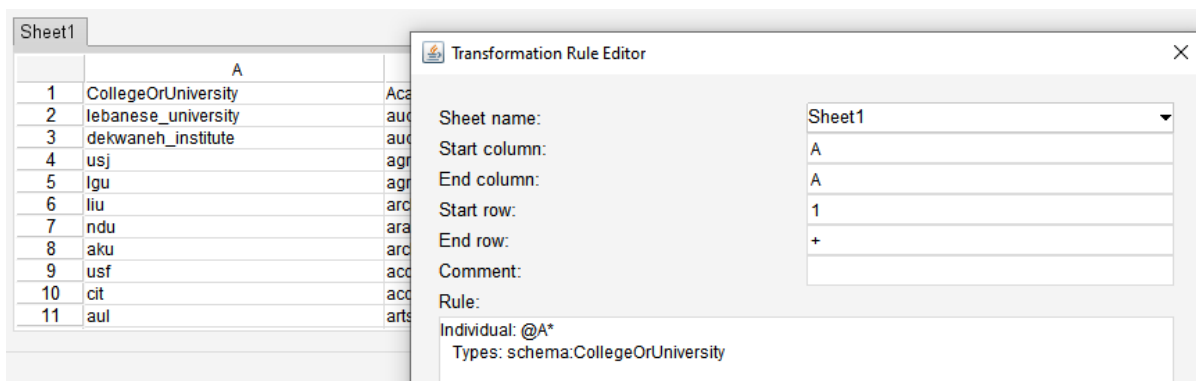 Sheet1
A
1 CollegeOrUniversity Aca
2 lebanese_university auc
3 dekwaneh_institute auc
4 usj agr
5 lgu agr
6 liu arc
7 ndu ara
8 aku arc
9 usf acc
10 cit acc
11 aul arts
Transformation Rule Editor
Sheet name: Sheet1
Start column: A
End column: A
Start row: 1
End row: +
Comment:
Rule:
Individual: @A*
Types: schema:CollegeOrUniversity